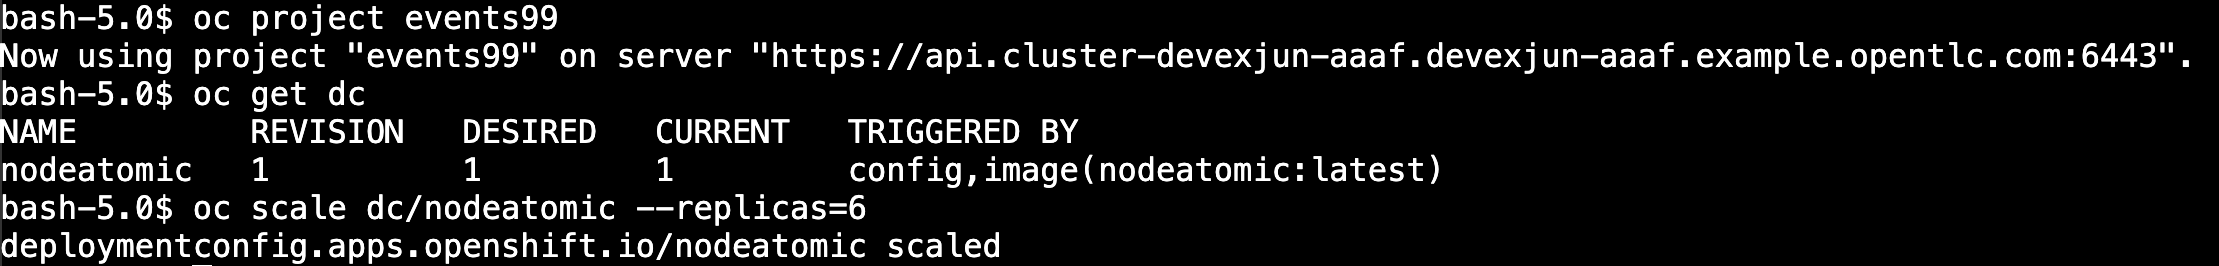 bash-5.0$ oc project events99
Now using project "events99" on server "https://api.cluster-devexjun-aaaf.devexjun-aaaf.example.opentlc.com:6443".
bash-5.0$ oc get dc
NAME         REVISION   DESIRED   CURRENT   TRIGGERED BY
nodeatomic   1          1         1         config,image(nodeatomic:latest)
bash-5.0$ oc scale dc/nodeatomic --replicas=6
deploymentconfig.apps.openshift.io/nodeatomic scaled